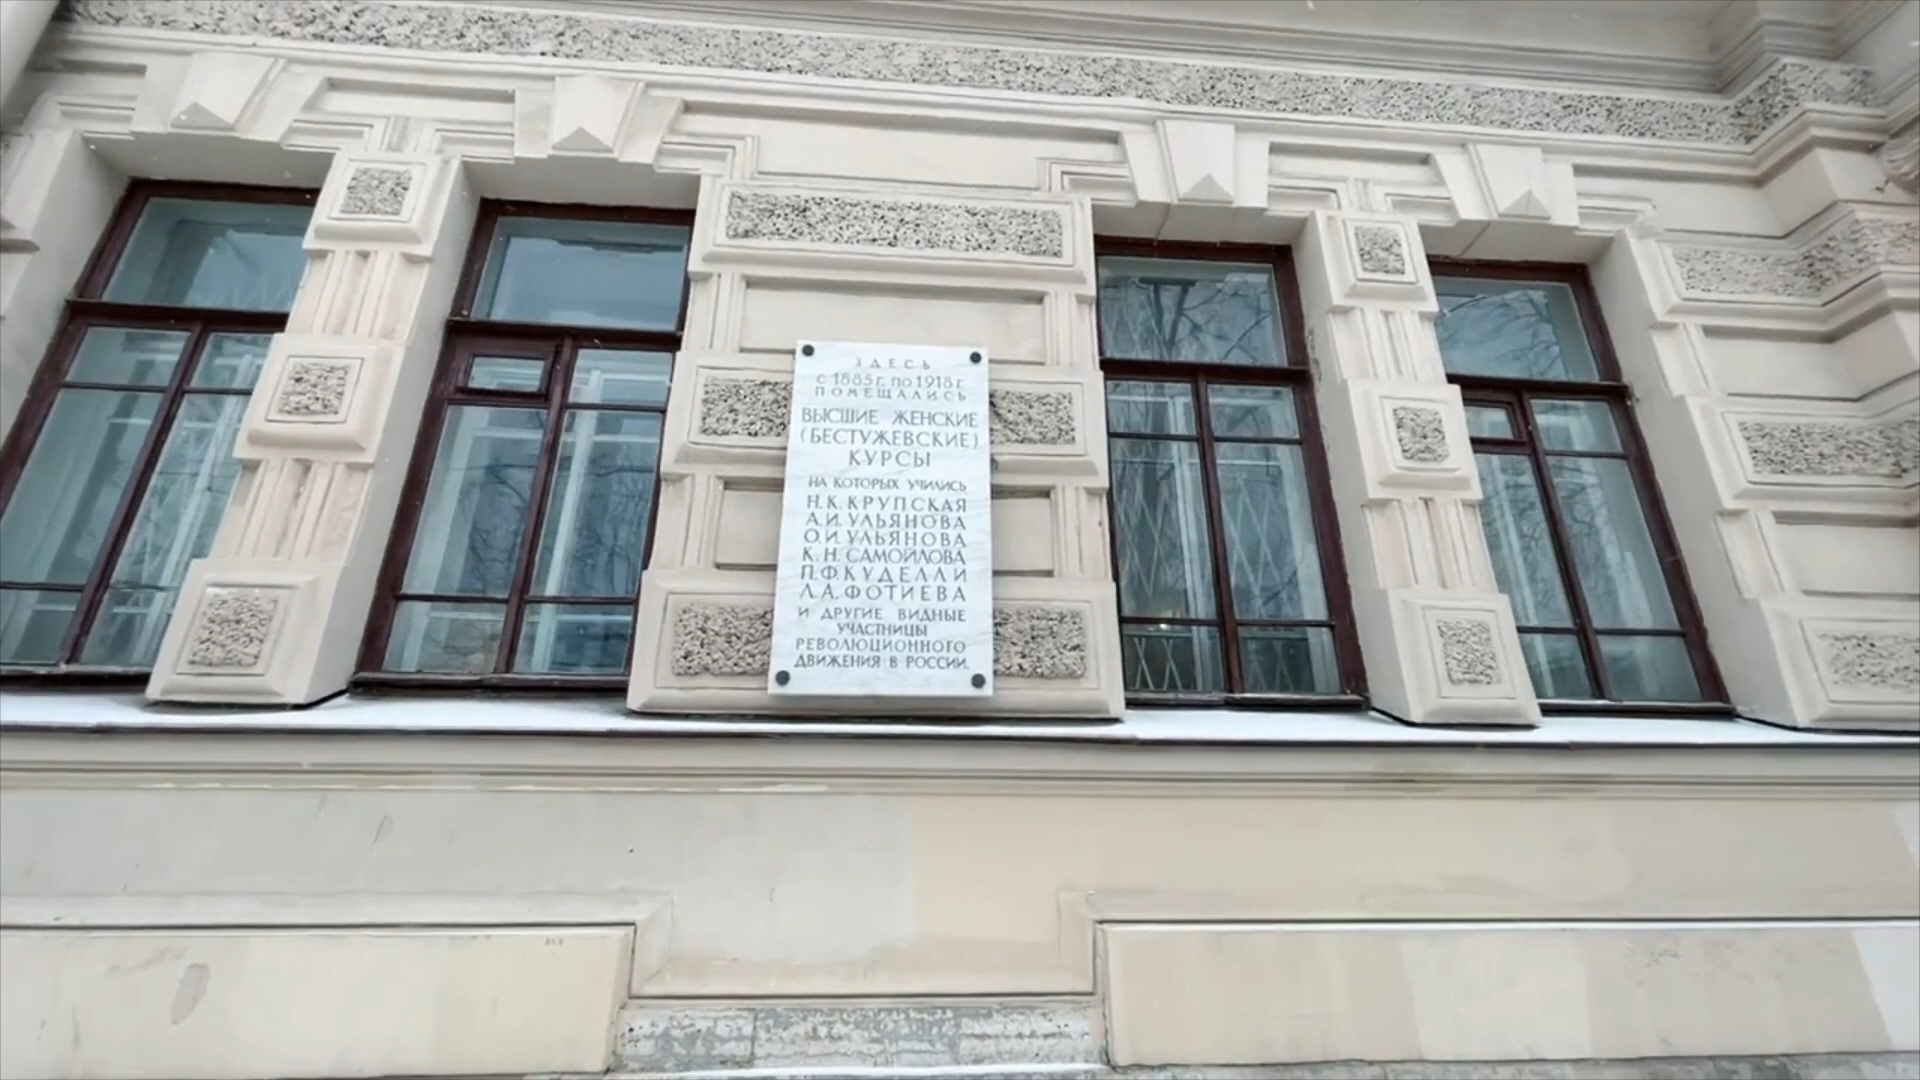 ЗДЕСЬ
С 1885 Г. ПО 1918 Г.
ПОМЕЩАЛИСЬ
ВЫСШИЕ ЖЕНСКИЕ
(БЕСТУЖЕВСКИЕ)
КУРСЫ
НА КОТОРЫХ УЧИЛИСЬ
Н. К. КРУПСКАЯ
А. И. УЛЬЯНОВА
О. И. УЛЬЯНОВА
К. Н. САМОЙЛОВА
П. Ф. КУДЕЛЛИ
Л. А. ФОТИЕВА
И ДРУГИЕ ВИДНЫЕ
УЧАСТНИЦЫ
РЕВОЛЮЦИОННОГО
ДВИЖЕНИЯ В РОССИИ.